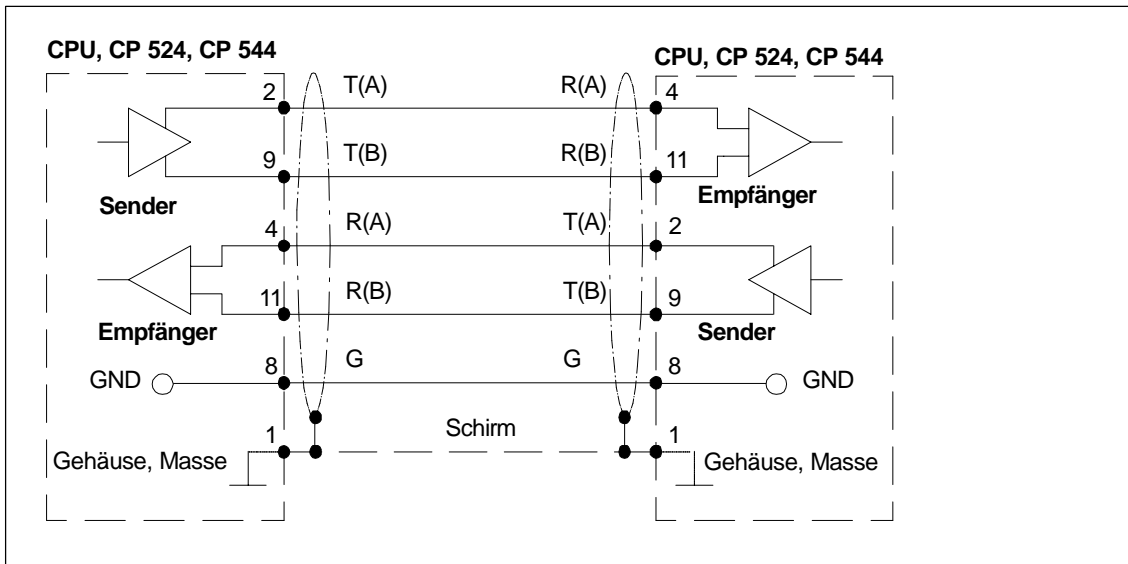 CPU, CP 524, CP 544
CPU, CP 524, CP 544
2 T(A) R(A) 4
9 T(B) R(B) 11
Sender
Empfänger
4 R(A) T(A) 2
11 R(B) T(B) 9
Empfänger
Sender
GND 8 G G 8 GND
1 Schirm 1
Gehäuse, Masse
Gehäuse, Masse